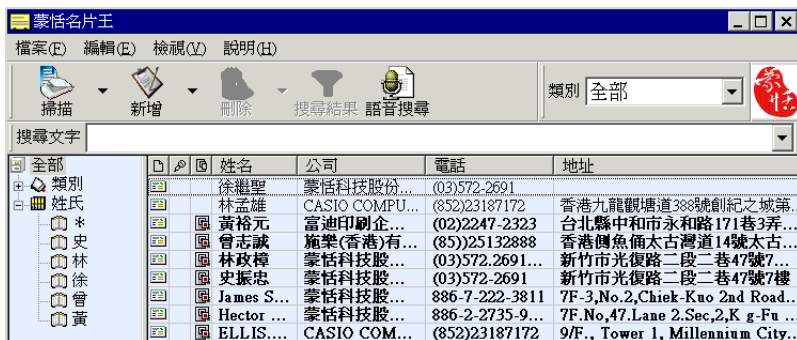 蒙恬名片王
檔案(F) 編輯(E) 檢視(V) 說明(H)
掃描 新增 刪除 搜尋結果 語音搜尋 類別 全部 蒙恬
搜尋文字
全部 姓名 公司 電話 地址
類別 徐繼聖 蒙恬科技股份... (03)572-2691
姓氏 林孟雄 CASIO COMPU... (852)23187172 香港九龍觀塘道388號創紀之城第...
* 黃裕元 富迪印刷企... (02)2247-2323 台北縣中和市永和路171巷3弄...
史 曾志誠 施樂(香港)有... (85))25132888 香港側魚俑太古灣道14號太古...
林 林政樟 蒙恬科技股... (03)572.2691... 新竹市光復路二段二巷47號7...
徐 史振忠 蒙恬科技股... (03)572-2691 新竹市光復路二段二巷47號7樓
曾 James S... 蒙恬科技股... 886-7-222-3811 7F-3,No.2,Chiek-Kuo 2nd Road...
黃 Hector ... 蒙恬科技股... 886-2-2735-9... 7F.No,47.Lane 2.Sec,2,K g-Fu ...
ELLIS.... CASIO COM... (852)23187172 9/F., Tower 1, Millennium City...